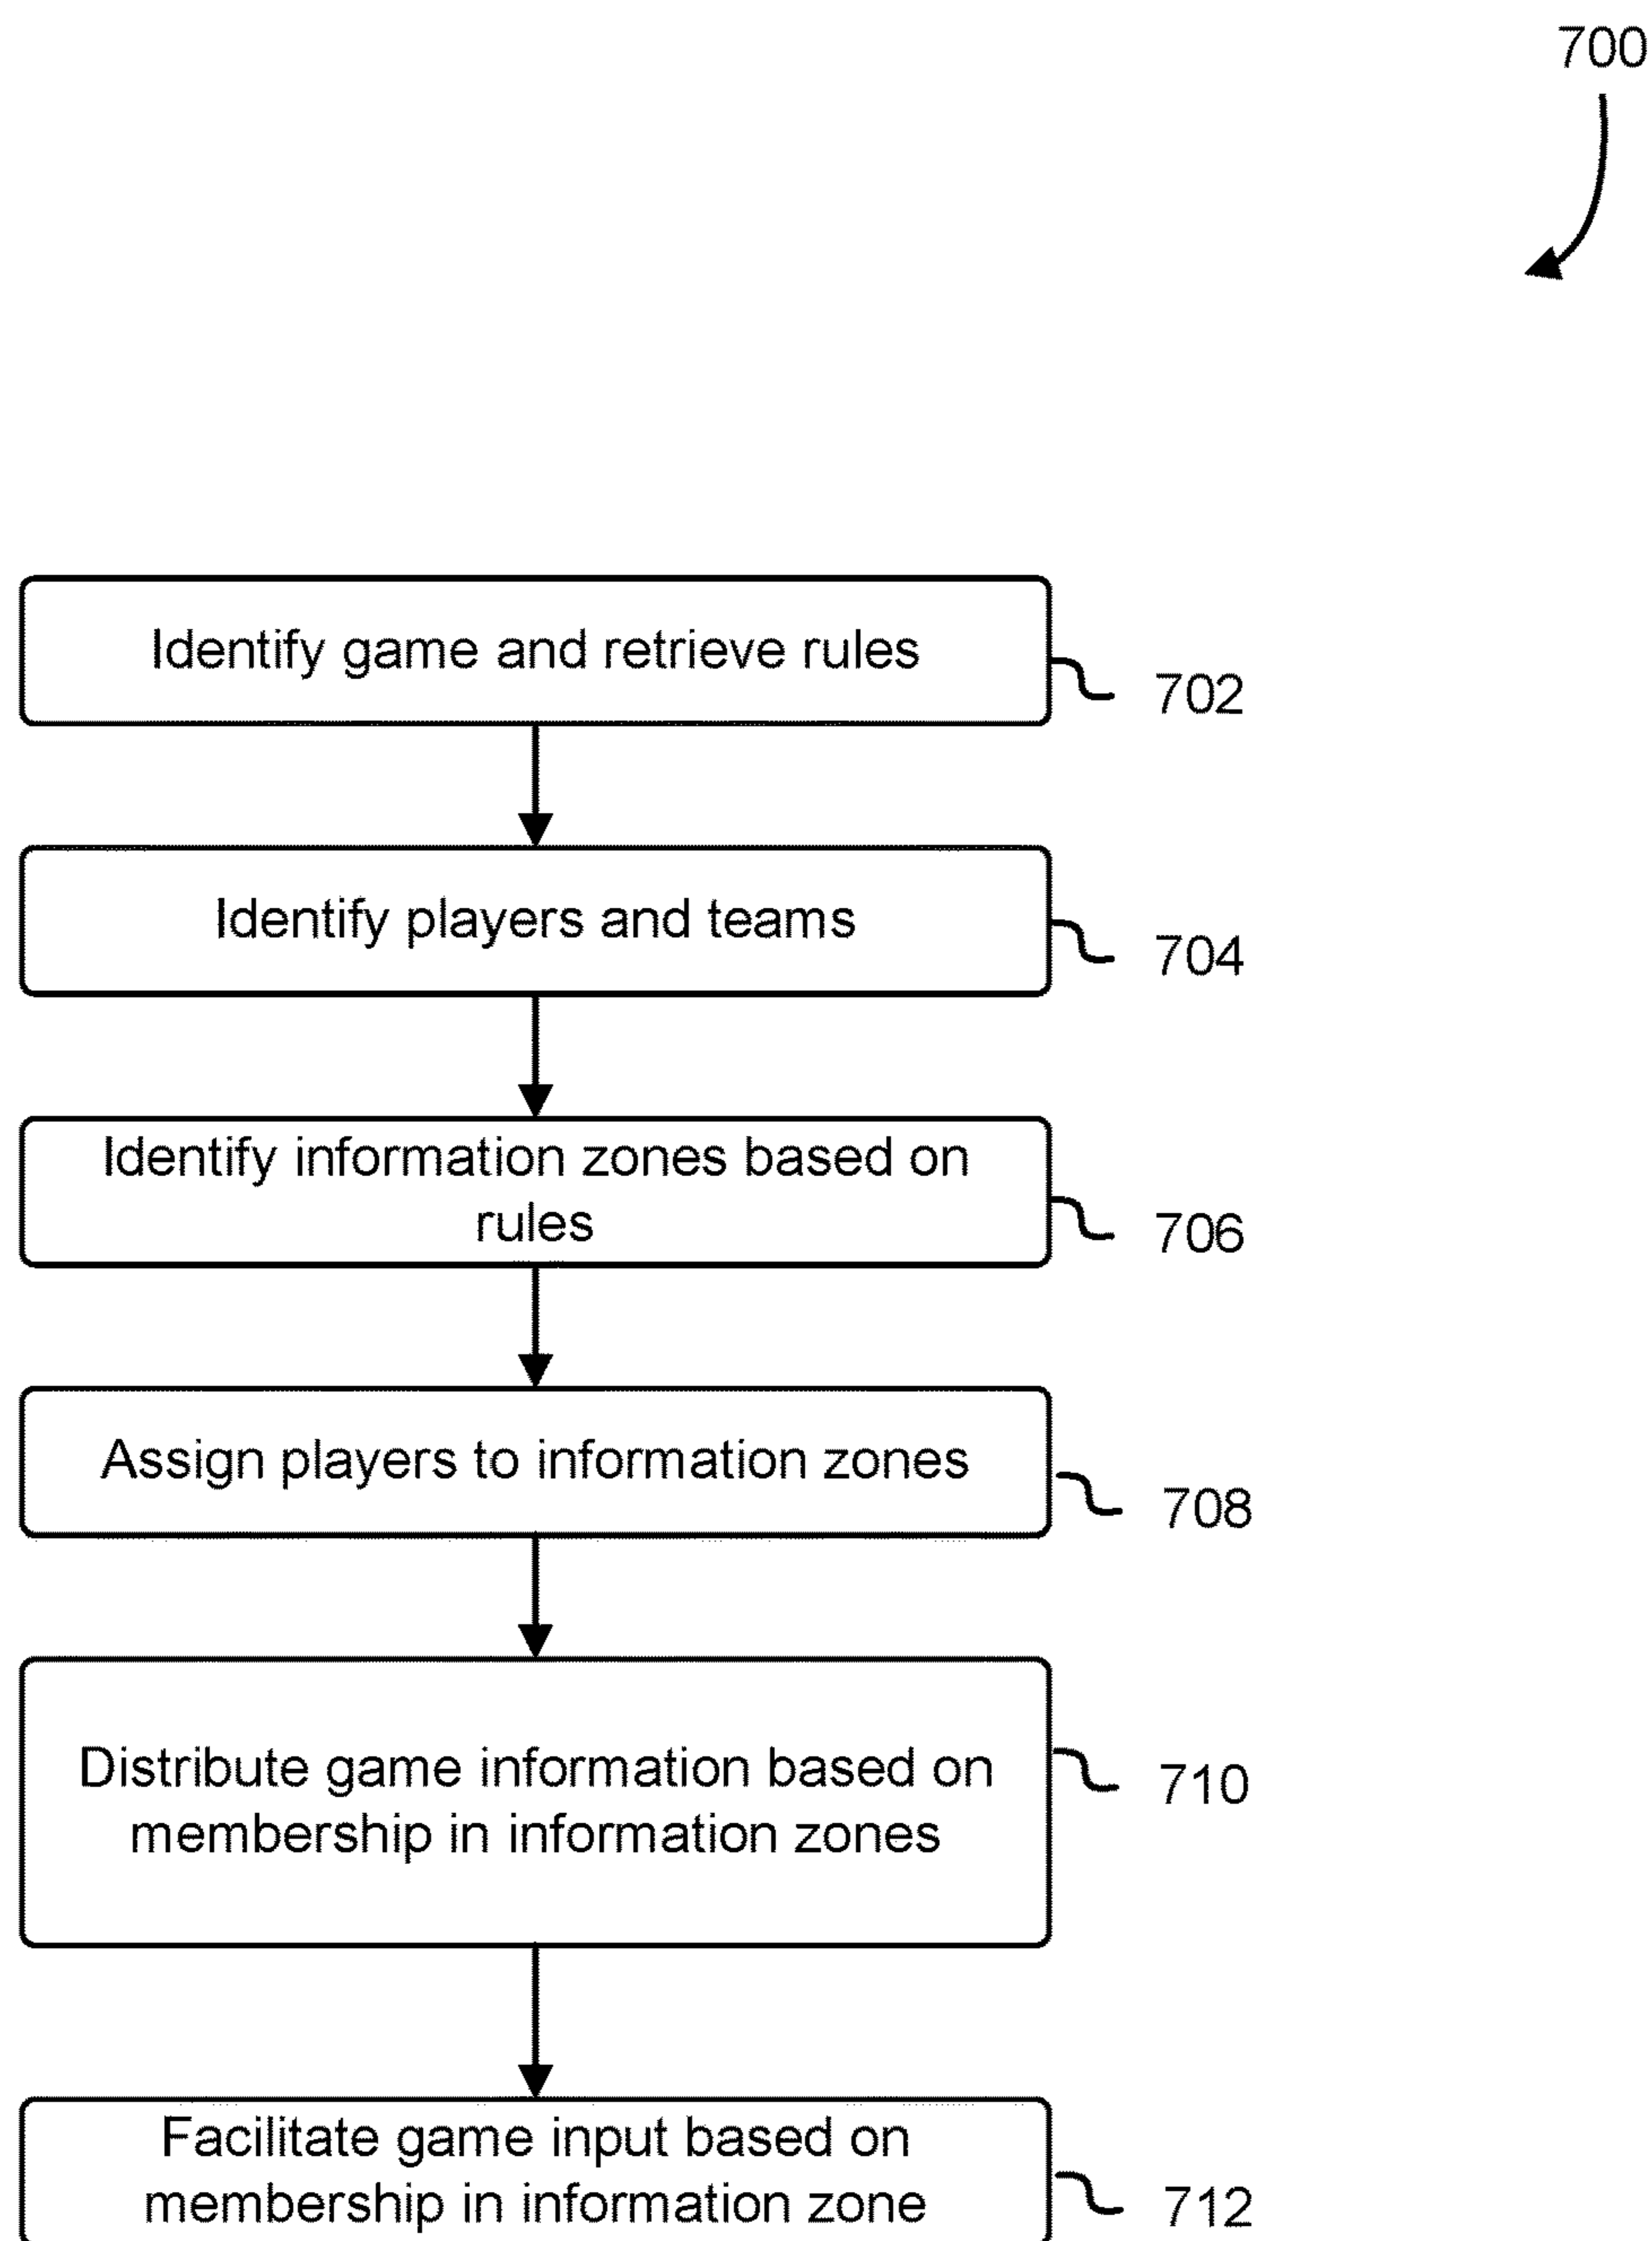 700
Identify game and retrieve rules
702
Identify players and teams
704
Identify information zones based on
rules
706
Assign players to information zones
708
Distribute game information based on
membership in information zones
710
Facilitate game input based on
membership in information zone
712